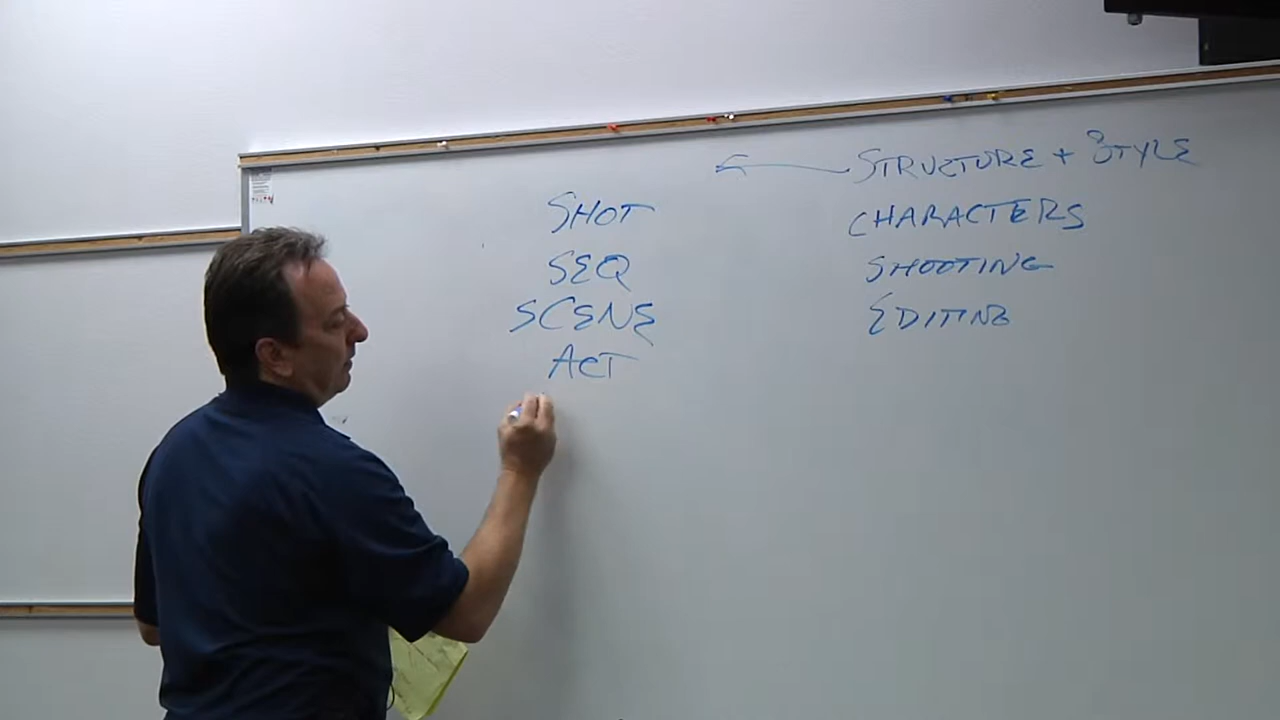 STRUCTURE + STYLE
SHOT
CHARACTERS
SEQ
SHOOTING
SCENE
EDITING
ACT